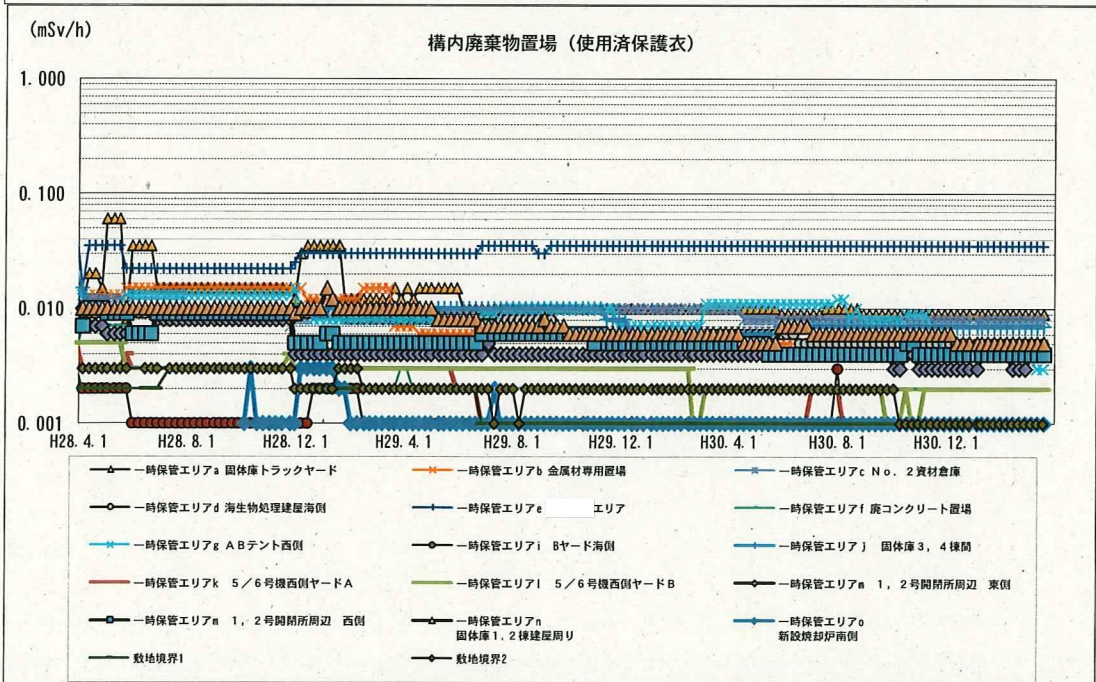 (mSv/h)
構内廃棄物置場（使用済保護衣）
1.000
0.100
0.010
0.001
H28.4.1 H28.8.1 H28.12.1 H29.4.1 H29.8.1 H29.12.1 H30.4.1 H30.8.1 H30.12.1
一時保管エリアa 固体庫トラックヤード 一時保管エリアb 金属材専用置場 一時保管エリアc No．2資材倉庫
一時保管エリアd 海生物処理建屋海側 一時保管エリアe エリア 一時保管エリアf 廃コンクリート置場
一時保管エリアg ABテント西側 一時保管エリアi Bヤード海側 一時保管エリアj 固体庫3，4棟間
一時保管エリアk 5／6号機西側ヤードA 一時保管エリアl 5／6号機西側ヤードB 一時保管エリアm 1，2号開閉所周辺 東側
一時保管エリアm 1，2号開閉所周辺 西側 一時保管エリアn 一時保管エリアo
固体庫1，2棟建屋周り 新設焼却炉南側
敷地境界1 敷地境界2